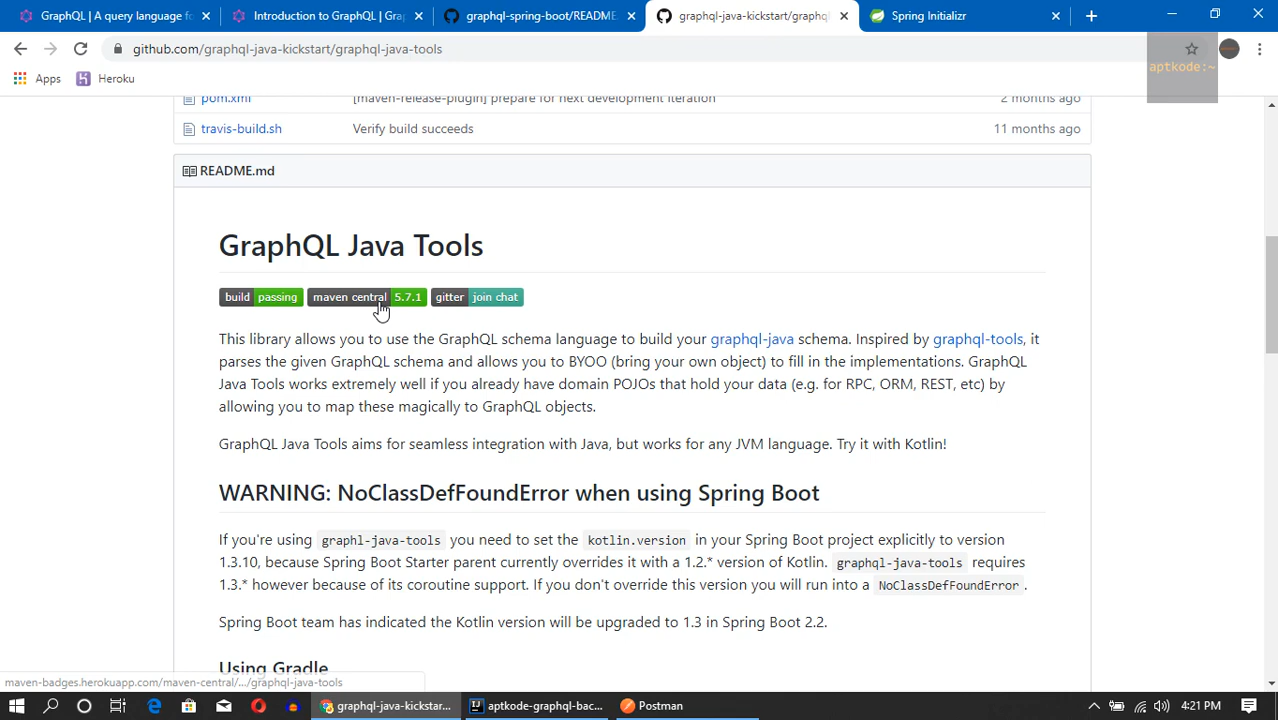 GraphQL | A query language fo
Introduction to GraphQL | Grap
graphql-spring-boot/README
graphql-java-kickstart/graphql
Spring Initializr
github.com/graphql-java-kickstart/graphql-java-tools
Apps
Heroku
aptkode:~
pom.xml [maven-release-plugin] prepare for next development iteration 2 months ago
travis-build.sh Verify build succeeds 11 months ago
README.md
GraphQL Java Tools
build passing maven central 5.7.1 gitter join chat
This library allows you to use the GraphQL schema language to build your graphql-java schema. Inspired by graphql-tools, it
parses the given GraphQL schema and allows you to BYOO (bring your own object) to fill in the implementations. GraphQL
Java Tools works extremely well if you already have domain POJOs that hold your data (e.g. for RPC, ORM, REST, etc) by
allowing you to map these magically to GraphQL objects.
GraphQL Java Tools aims for seamless integration with Java, but works for any JVM language. Try it with Kotlin!
WARNING: NoClassDefFoundError when using Spring Boot
If you're using graphl-java-tools you need to set the kotlin.version in your Spring Boot project explicitly to version
1.3.10, because Spring Boot Starter parent currently overrides it with a 1.2.* version of Kotlin. graphql-java-tools requires
1.3.* however because of its coroutine support. If you don't override this version you will run into a NoClassDefFoundError .
Spring Boot team has indicated the Kotlin version will be upgraded to 1.3 in Spring Boot 2.2.
Using Gradle
maven-badges.herokuapp.com/maven-central/.../graphql-java-tools
graphql-java-kickstar...
aptkode-graphql-bac...
Postman
4:21 PM